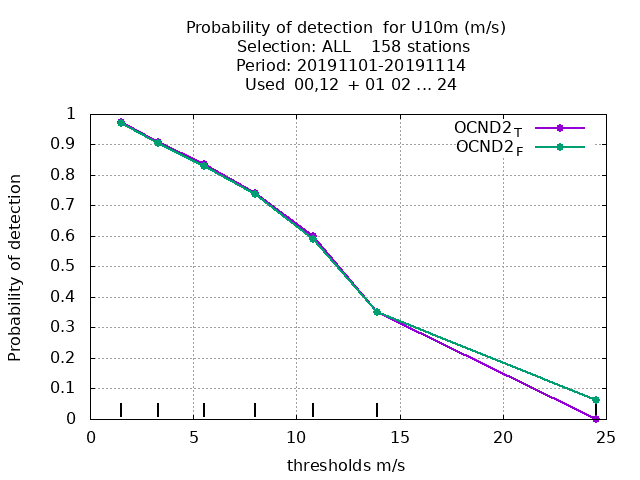 Probability of detection for U10m (m/s)
Selection: ALL 158 stations
Period: 20191101-20191114
Used 00,12 + 01 02 ... 24
OCND2_T
OCND2_F
Probability of detection
1
0.9
0.8
0.7
0.6
0.5
0.4
0.3
0.2
0.1
0
0 5 10 15 20 25
thresholds m/s